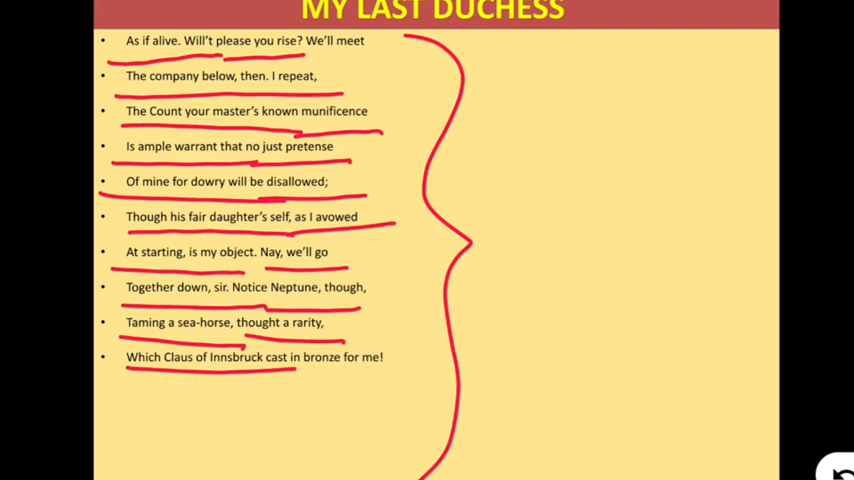 MY LAST DUCHESS
• As if alive. Will't please you rise? We'll meet
• The company below, then. I repeat,
• The Count your master's known munificence
• Is ample warrant that no just pretense
• Of mine for dowry will be disallowed;
• Though his fair daughter's self, as I avowed
• At starting, is my object. Nay, we'll go
• Together down, sir. Notice Neptune, though,
• Taming a sea-horse, thought a rarity,
• Which Claus of Innsbruck cast in bronze for me!